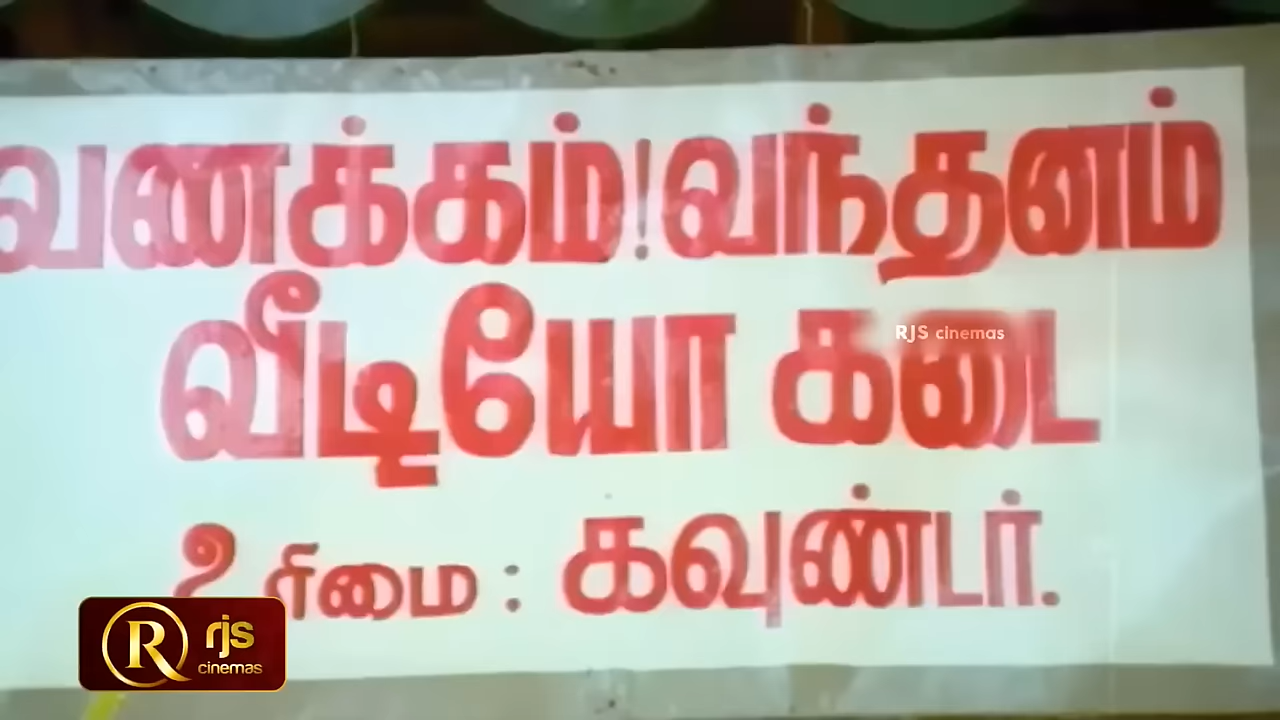 வணக்கம்!வந்தனம்
வீடியோ கடை
RJS cinemas
உரிமை : கவுண்டர்.
R rjs
cinemas